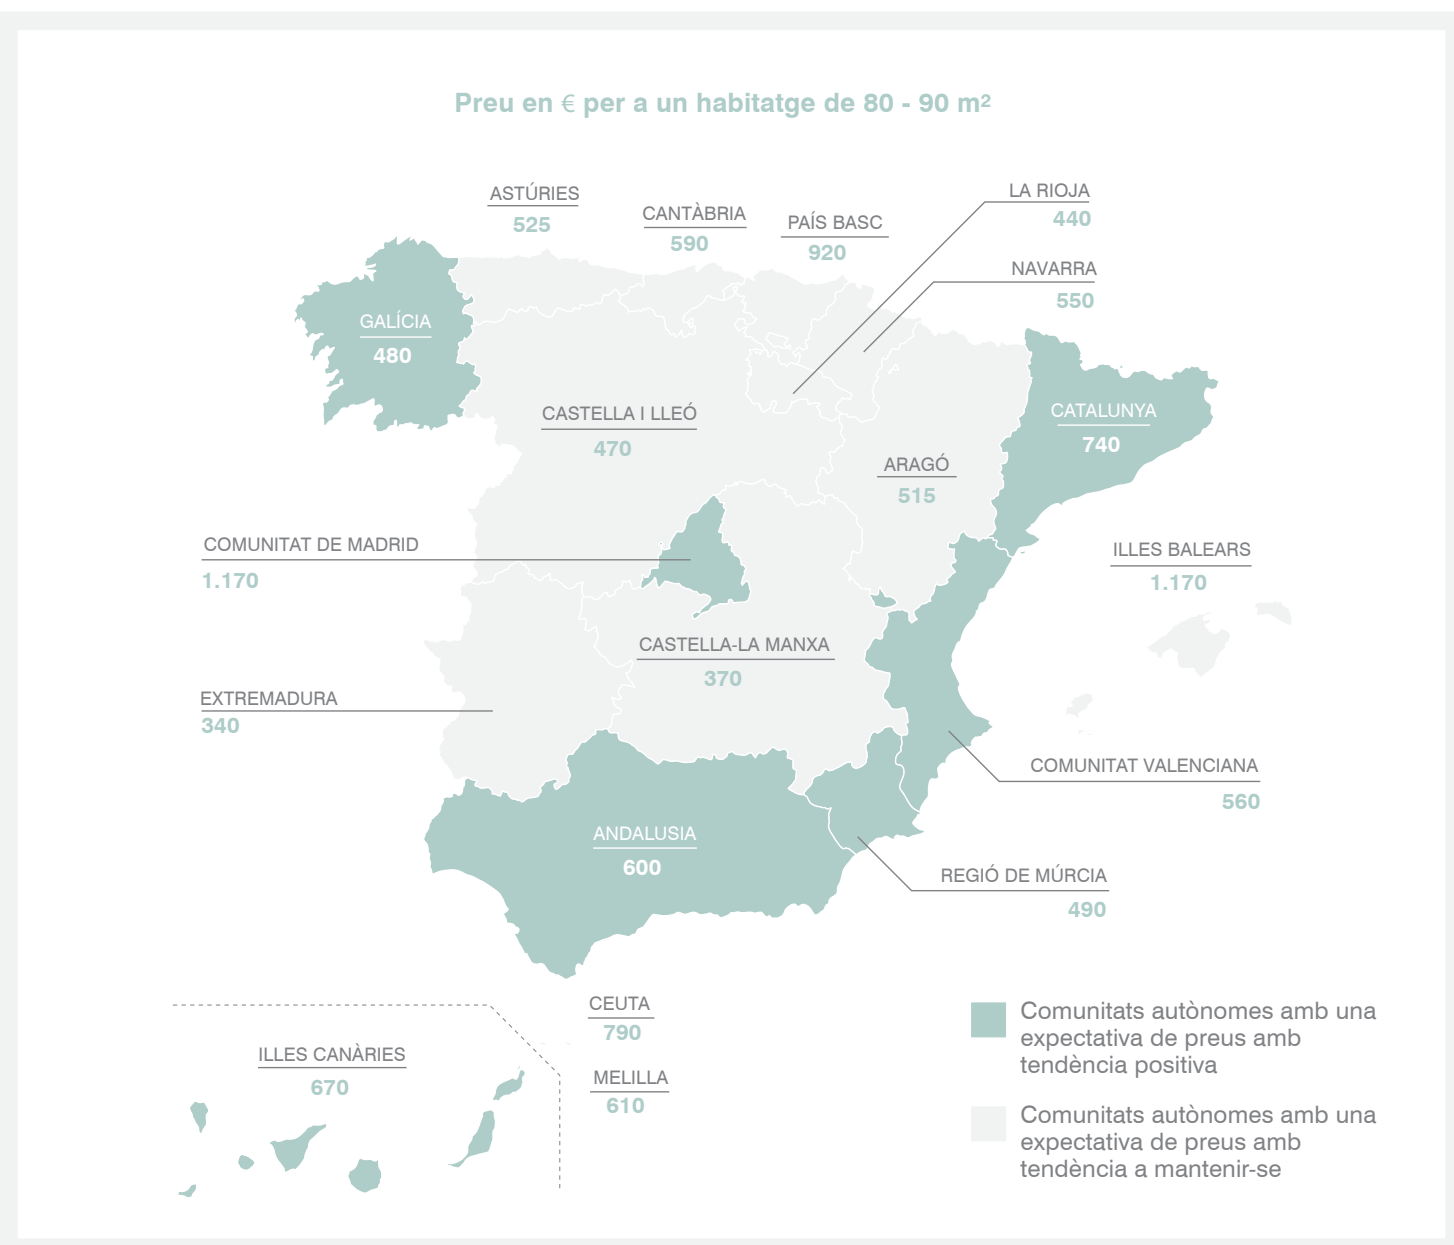 Preu en € per a un habitatge de 80 - 90 m²
ASTÚRIES
525
CANTÀBRIA
590
PAÍS BASC
920
LA RIOJA
440
NAVARRA
550
GALÍCIA
480
CASTELLA I LLEÓ
470
ARAGÓ
515
CATALUNYA
740
COMUNITAT DE MADRID
1.170
ILLES BALEARS
1.170
CASTELLA-LA MANXA
370
EXTREMADURA
340
COMUNITAT VALENCIANA
560
ANDALUSIA
600
REGIÓ DE MÚRCIA
490
CEUTA
790
ILLES CANÀRIES
670
MELILLA
610
Comunitats autònomes amb una
expectativa de preus amb
tendència positiva
Comunitats autònomes amb una
expectativa de preus amb
tendència a mantenir-se